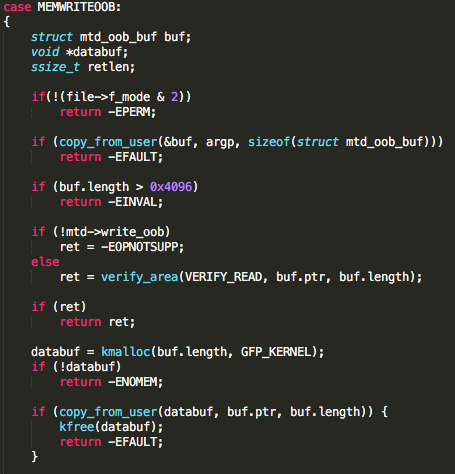 case MEMWRITEOOB:
{
struct mtd_oob_buf buf;
void *databuf;
ssize_t retlen;
if(!(file->f_mode & 2))
return -EPERM;
if (copy_from_user(&buf, argp, sizeof(struct mtd_oob_buf)))
return -EFAULT;
if (buf.length > 0x4096)
return -EINVAL;
if (!mtd->write_oob)
ret = -EOPNOTSUPP;
else
ret = verify_area(VERIFY_READ, buf.ptr, buf.length);
if (ret)
return ret;
databuf = kmalloc(buf.length, GFP_KERNEL);
if (!databuf)
return -ENOMEM;
if (copy_from_user(databuf, buf.ptr, buf.length)) {
kfree(databuf);
return -EFAULT;
}